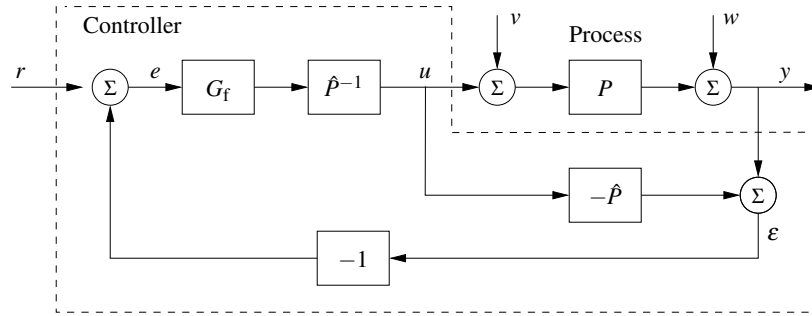 Controller
v
w
Process
r
Σ
e
G_f
P̂⁻¹
u
Σ
P
Σ
y
−P̂
Σ
ε
−1